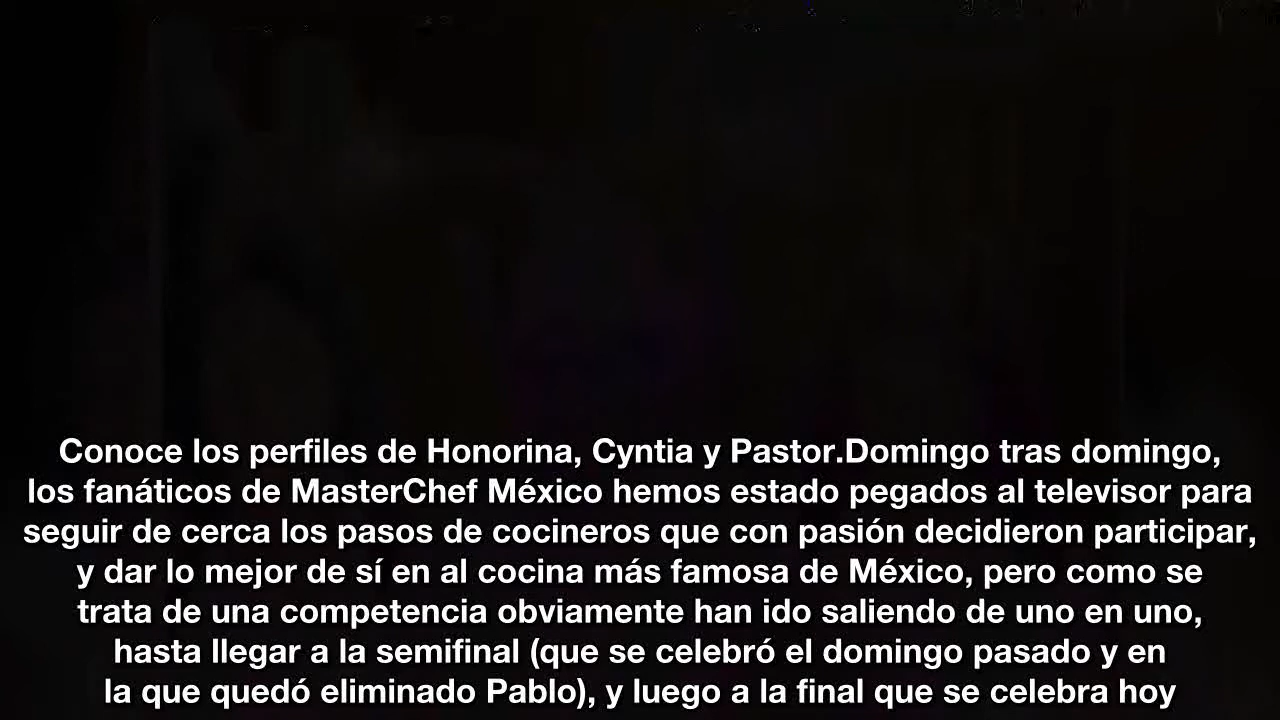 Conoce los perfiles de Honorina, Cyntia y Pastor.Domingo tras domingo,
los fanáticos de MasterChef México hemos estado pegados al televisor para
seguir de cerca los pasos de cocineros que con pasión decidieron participar,
y dar lo mejor de sí en al cocina más famosa de México, pero como se
trata de una competencia obviamente han ido saliendo de uno en uno,
hasta llegar a la semifinal (que se celebró el domingo pasado y en
la que quedó eliminado Pablo), y luego a la final que se celebra hoy